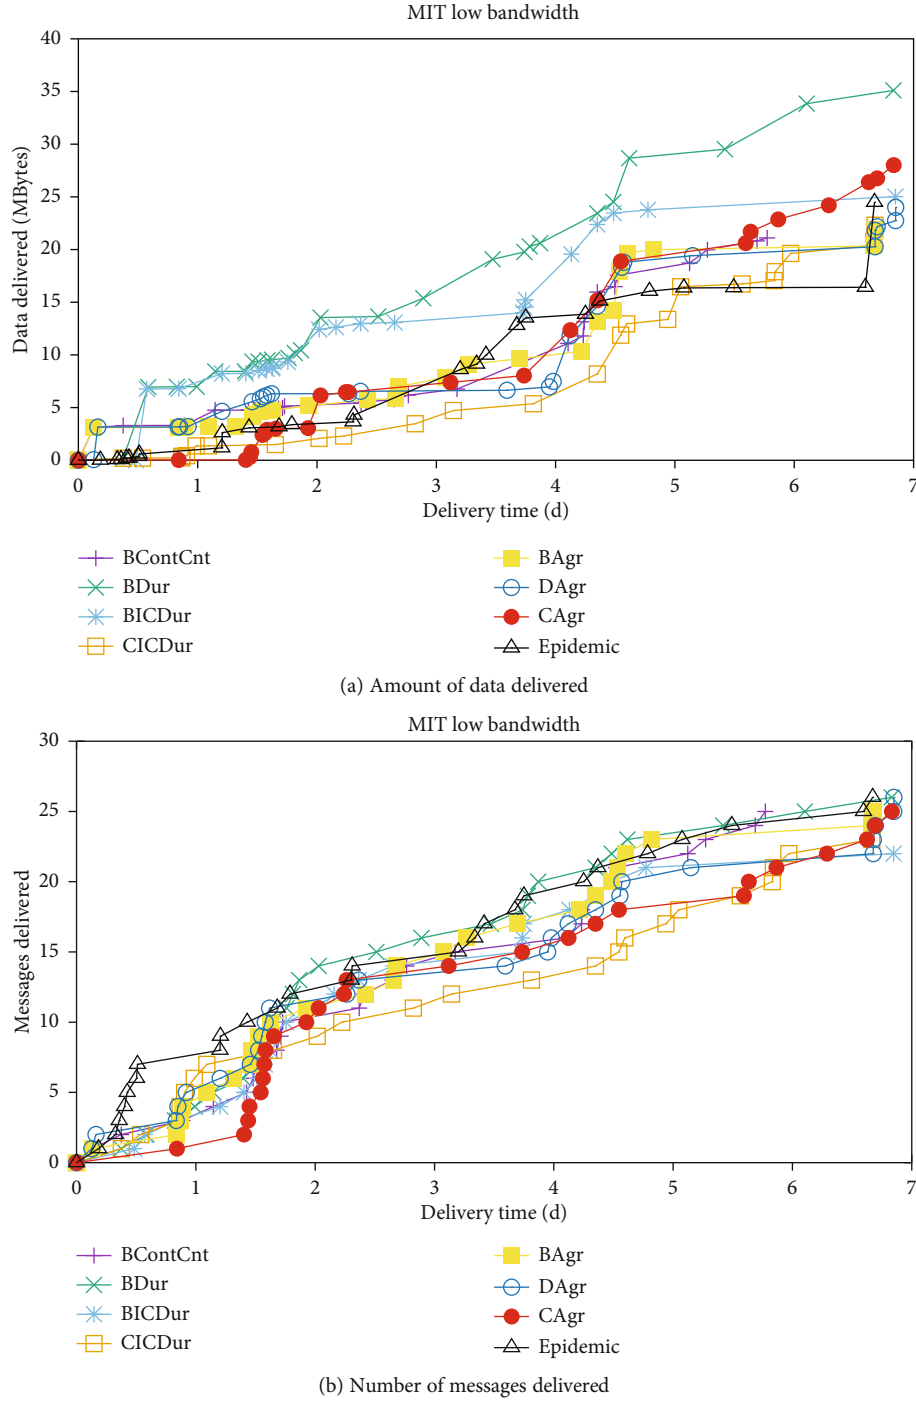 MIT low bandwidth
40
35
30
25
20
15
10
5
0
Data delivered (MBytes)
0 1 2 3 4 5 6 7
Delivery time (d)
BContCnt
BDur
BICDur
CICDur
BAgr
DAgr
CAgr
Epidemic
(a) Amount of data delivered
MIT low bandwidth
30
25
20
15
10
5
0
Messages delivered
0 1 2 3 4 5 6 7
Delivery time (d)
BContCnt
BDur
BICDur
CICDur
BAgr
DAgr
CAgr
Epidemic
(b) Number of messages delivered